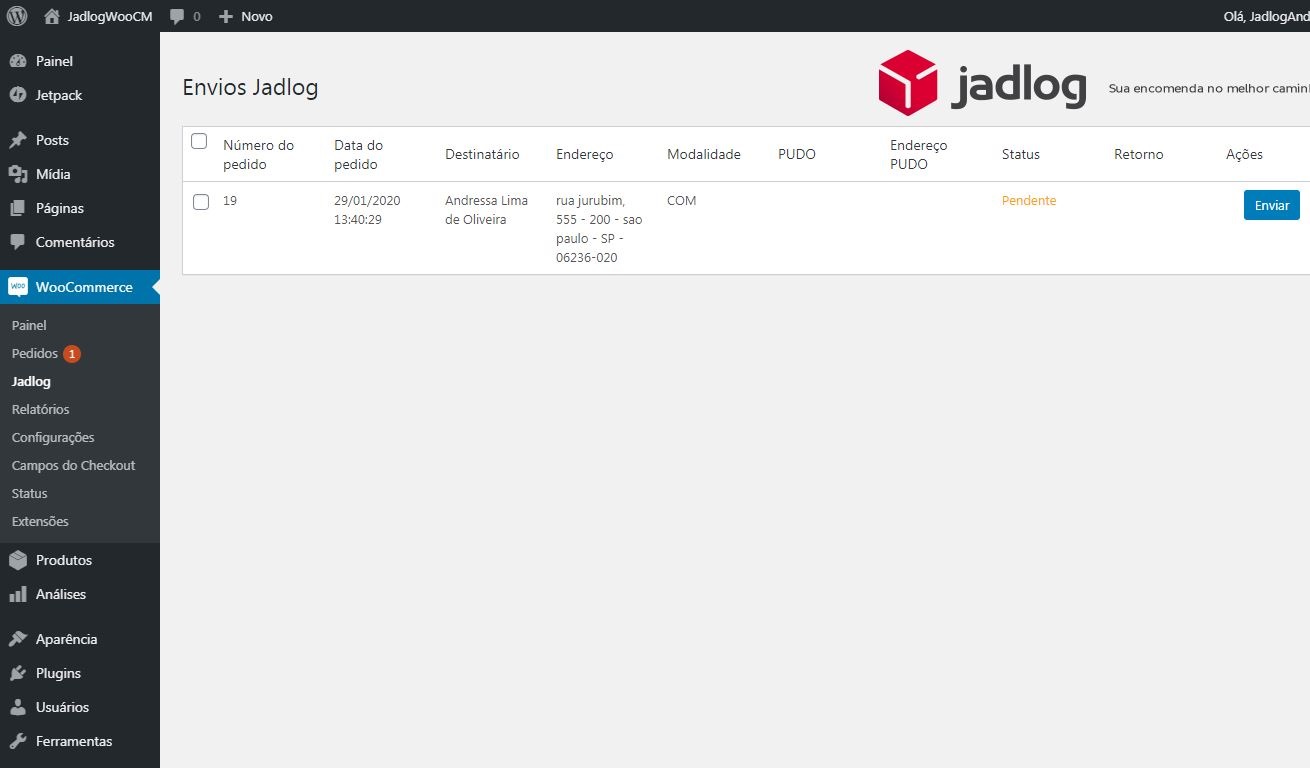 JadlogWooCM 0 Novo Olá, JadlogAnd
Painel
Jetpack
Posts
Mídia
Páginas
Comentários
WooCommerce
Painel
Pedidos 1
Jadlog
Relatórios
Configurações
Campos do Checkout
Status
Extensões
Produtos
Análises
Aparência
Plugins
Usuários
Ferramentas
Envios Jadlog
jadlog
Sua encomenda no melhor camin
Número do
pedido
Data do
pedido
Destinatário
Endereço
Modalidade
PUDO
Endereço
PUDO
Status
Retorno
Ações
19
29/01/2020
13:40:29
Andressa Lima
de Oliveira
rua jurubim,
555 - 200 - sao
paulo - SP -
06236-020
COM
Pendente
Enviar